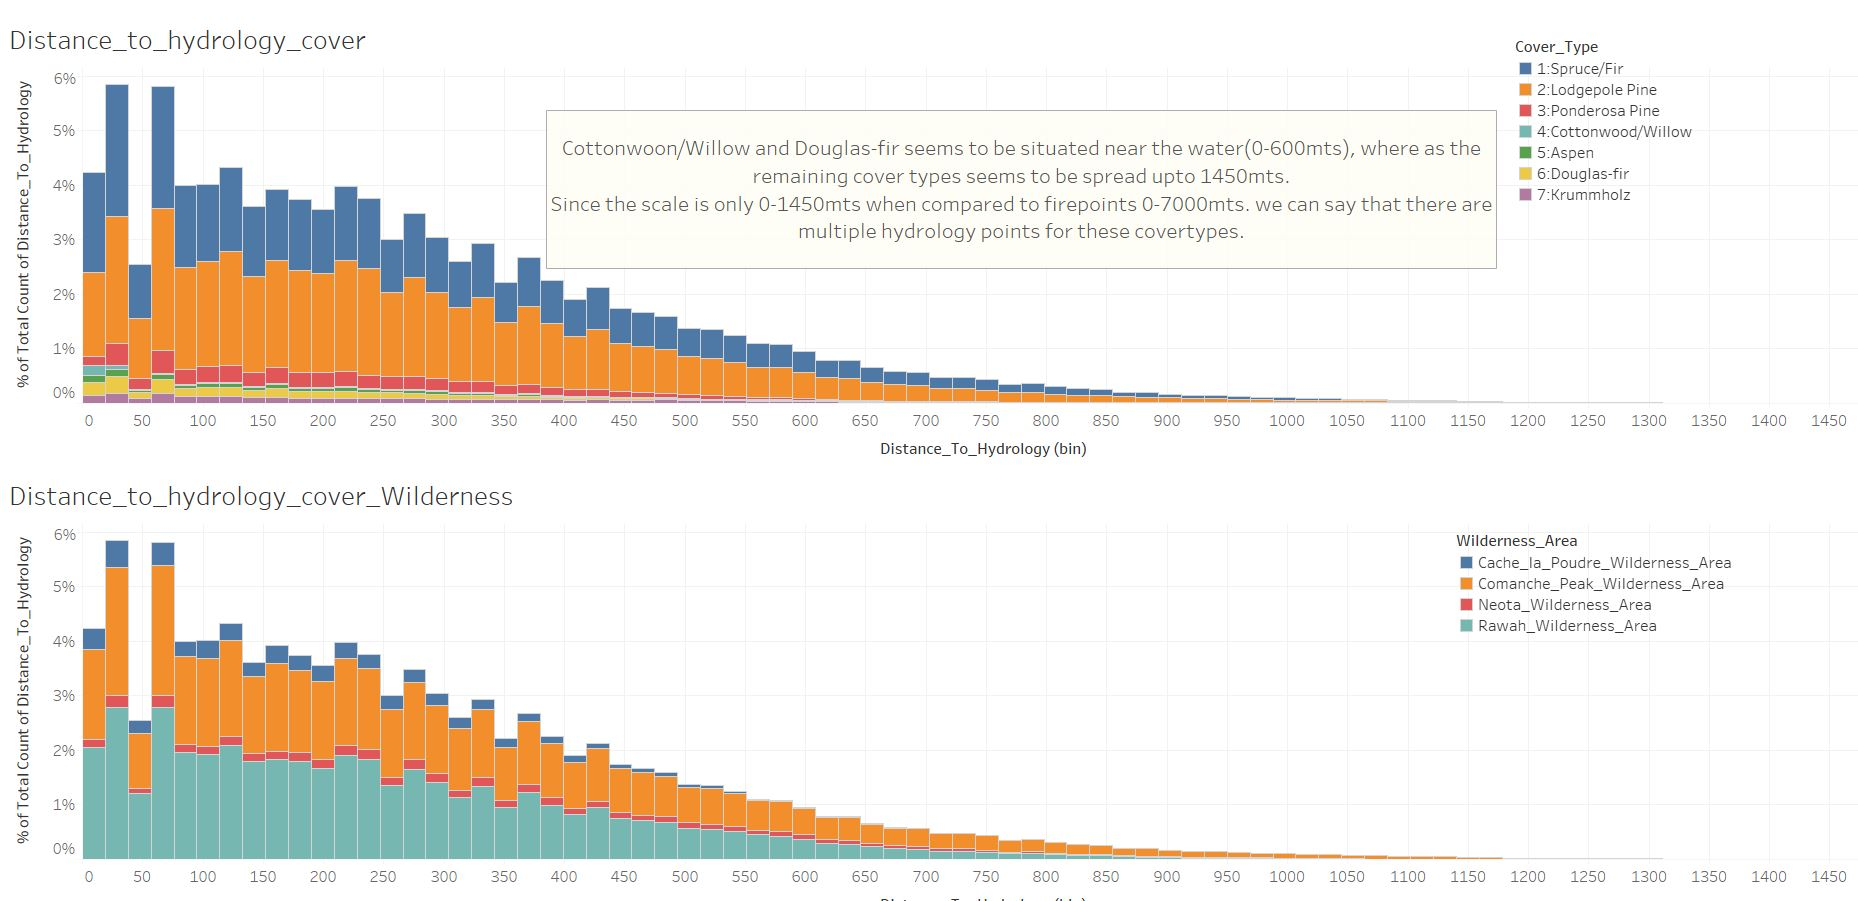 Distance_to_hydrology_cover
Cover_Type
1:Spruce/Fir
2:Lodgepole Pine
3:Ponderosa Pine
4:Cottonwood/Willow
5:Aspen
6:Douglas-fir
7:Krummholz
% of Total Count of Distance_To_Hydrology
6%
5%
4%
3%
2%
1%
0%
Cottonwoon/Willow and Douglas-fir seems to be situated near the water(0-600mts), where as the
remaining cover types seems to be spread upto 1450mts.
Since the scale is only 0-1450mts when compared to firepoints 0-7000mts. we can say that there are
multiple hydrology points for these covertypes.
0 50 100 150 200 250 300 350 400 450 500 550 600 650 700 750 800 850 900 950 1000 1050 1100 1150 1200 1250 1300 1350 1400 1450
Distance_To_Hydrology (bin)
Distance_to_hydrology_cover_Wilderness
Wilderness_Area
Cache_la_Poudre_Wilderness_Area
Comanche_Peak_Wilderness_Area
Neota_Wilderness_Area
Rawah_Wilderness_Area
% of Total Count of Distance_To_Hydrology
6%
5%
4%
3%
2%
1%
0%
0 50 100 150 200 250 300 350 400 450 500 550 600 650 700 750 800 850 900 950 1000 1050 1100 1150 1200 1250 1300 1350 1400 1450